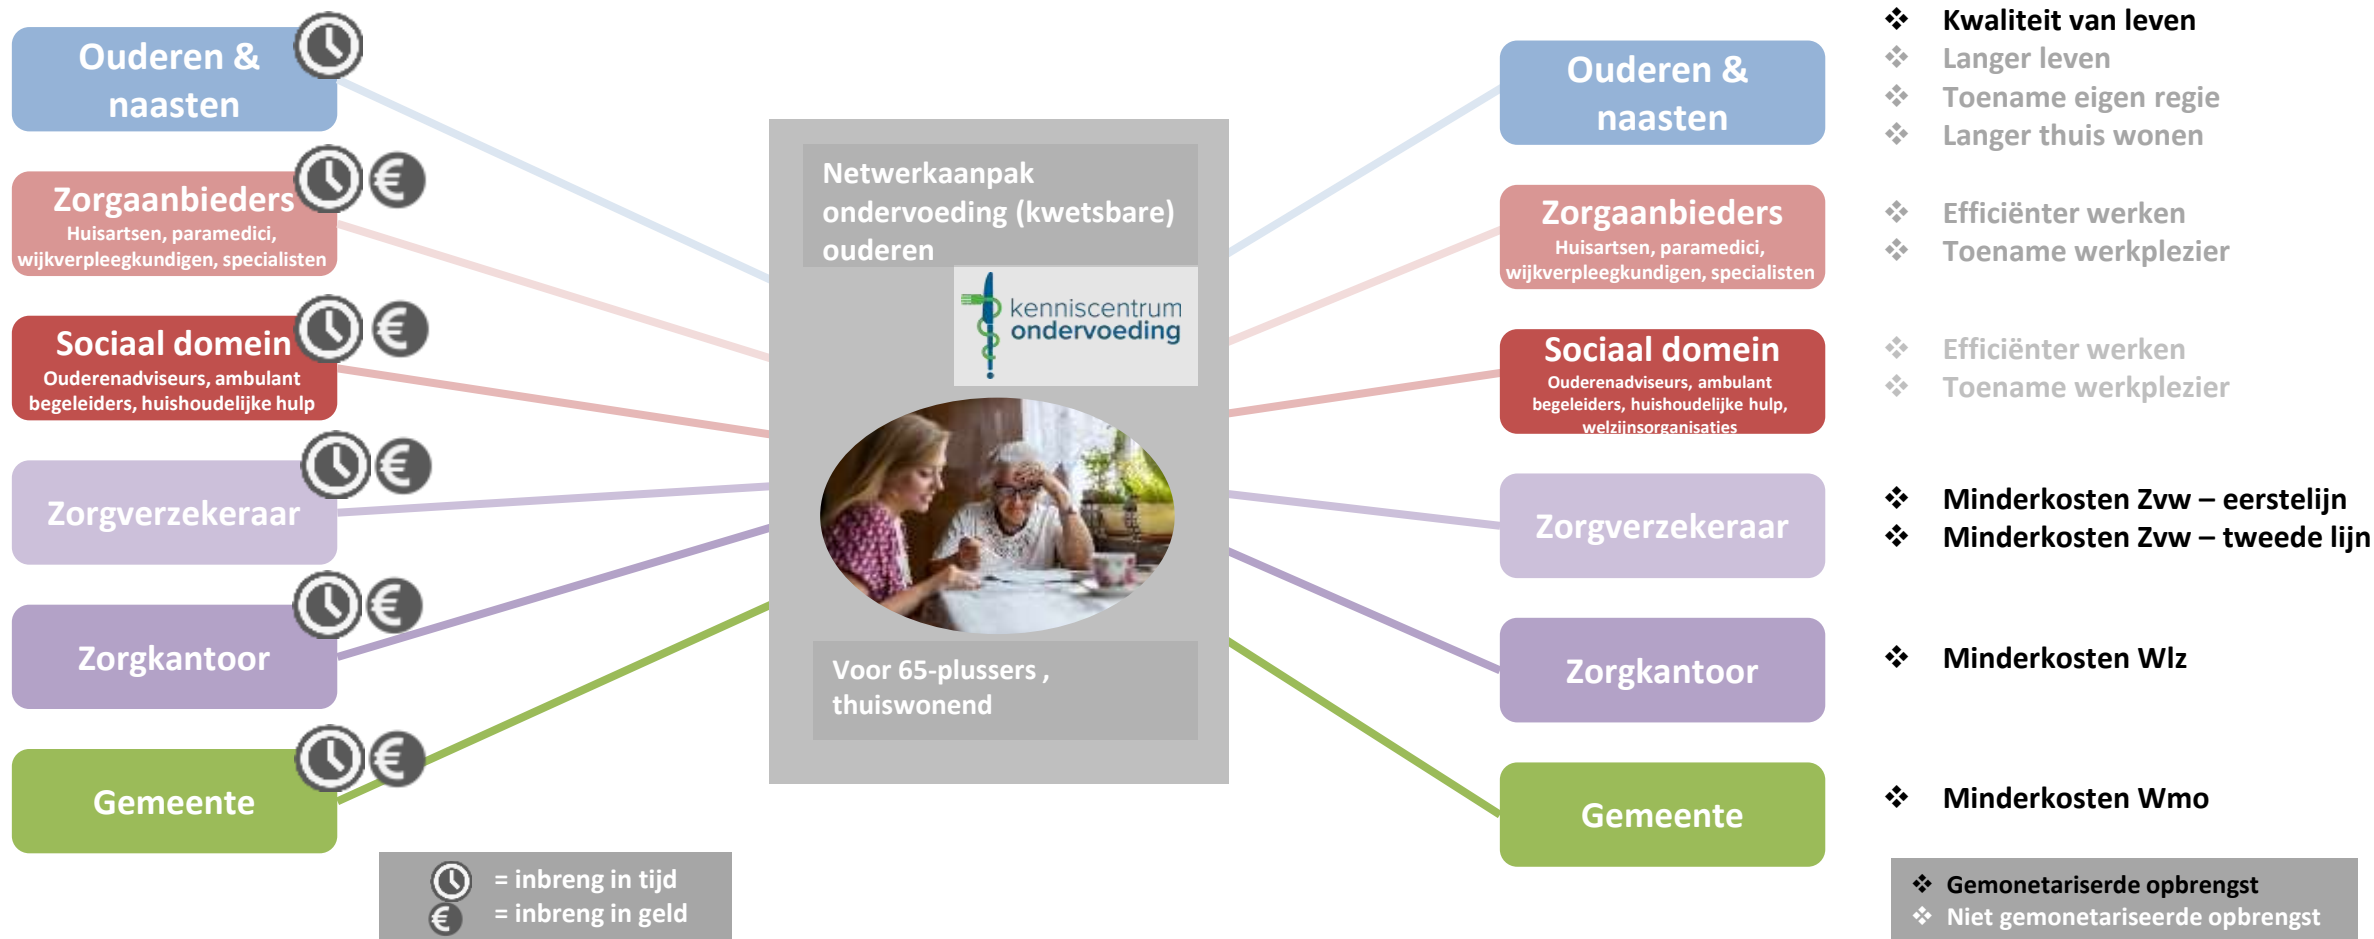 Ouderen &
naasten
Zorgaanbieders
Huisartsen, paramedici,
wijkverpleegkundigen, specialisten
Sociaal domein
Ouderenadviseurs, ambulant
begeleiders, huishoudelijke hulp
Zorgverzekeraar
Zorgkantoor
Gemeente
= inbreng in tijd
€ = inbreng in geld
Netwerkaanpak
ondervoeding (kwetsbare)
ouderen
kenniscentrum
ondervoeding
Voor 65-plussers ,
thuiswonend
Ouderen &
naasten
Zorgaanbieders
Huisartsen, paramedici,
wijkverpleegkundigen, specialisten
Sociaal domein
Ouderenadviseurs, ambulant
begeleiders, huishoudelijke hulp,
welzijnsorganisaties
Zorgverzekeraar
Zorgkantoor
Gemeente
❖ Kwaliteit van leven
❖ Langer leven
❖ Toename eigen regie
❖ Langer thuis wonen
❖ Efficiënter werken
❖ Toename werkplezier
❖ Efficiënter werken
❖ Toename werkplezier
❖ Minderkosten Zvw – eerstelijn
❖ Minderkosten Zvw – tweede lijn
❖ Minderkosten Wlz
❖ Minderkosten Wmo
❖ Gemonetariserde opbrengst
❖ Niet gemonetariseerde opbrengst